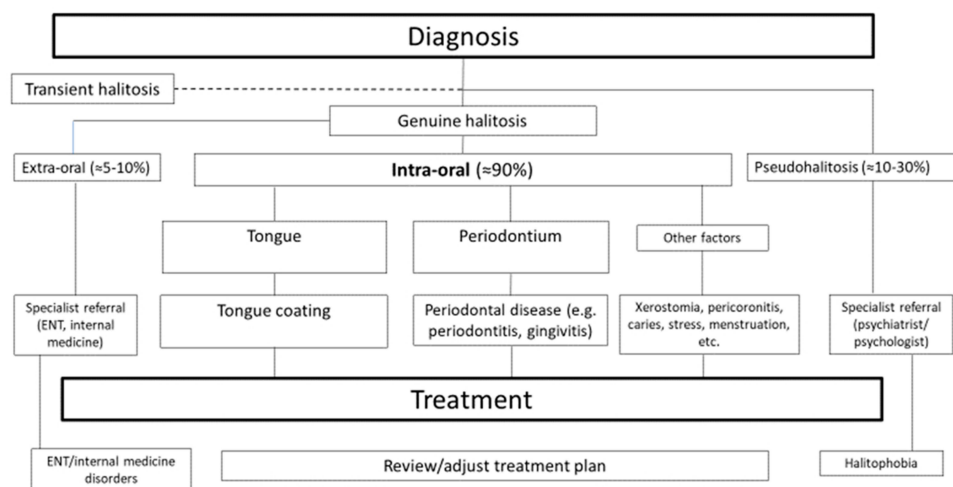 Diagnosis
Transient halitosis
Genuine halitosis
Extra-oral (≈5-10%)
Intra-oral (≈90%)
Pseudohalitosis (≈10-30%)
Tongue
Periodontium
Other factors
Specialist referral
(ENT, internal
medicine)
Tongue coating
Periodontal disease (e.g.
periodontitis, gingivitis)
Xerostomia, pericoronitis,
caries, stress, menstruation,
etc.
Specialist referral
(psychiatrist/
psychologist)
Treatment
ENT/internal medicine
disorders
Review/adjust treatment plan
Halitophobia